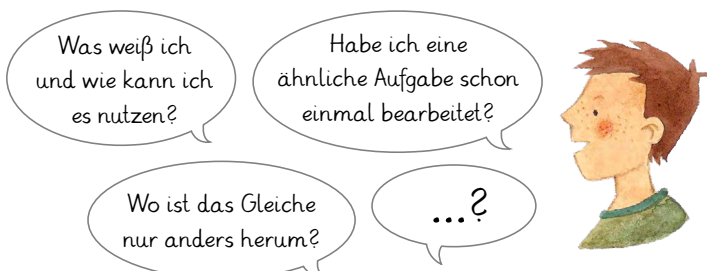 Was weiß ich
und wie kann ich
es nutzen?
Habe ich eine
ähnliche Aufgabe schon
einmal bearbeitet?
Wo ist das Gleiche
nur anders herum?
...?